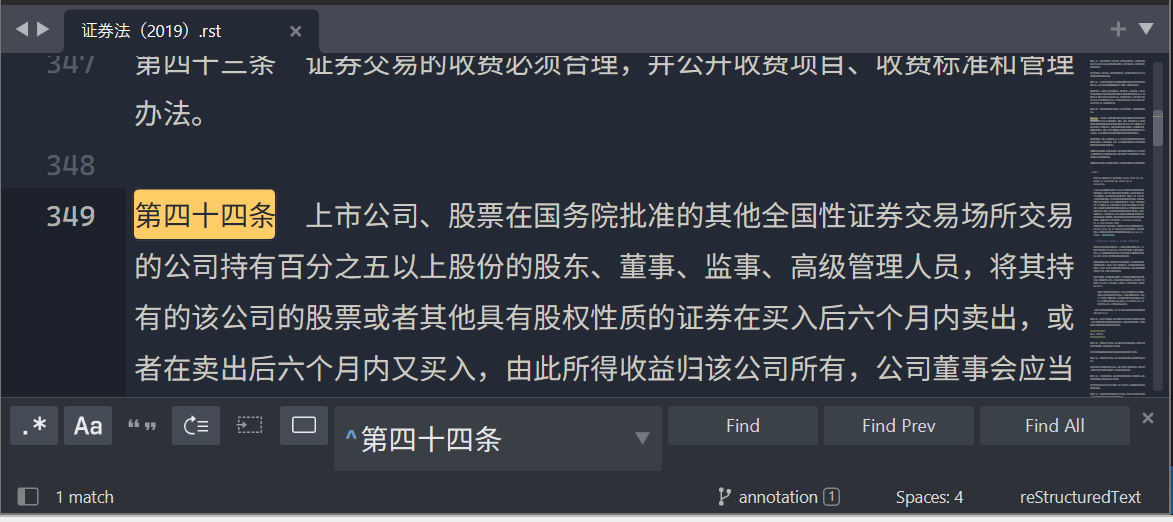 证券法（2019）.rst
347 第四十三条 证券交易的收费必须合理，并公开收费项目、收费标准和管理
办法。
348
349 第四十四条 上市公司、股票在国务院批准的其他全国性证券交易场所交易
的公司持有百分之五以上股份的股东、董事、监事、高级管理人员，将其持
有的该公司的股票或者其他具有股权性质的证券在买入后六个月内卖出，或
者在卖出后六个月内又买入，由此所得收益归该公司所有，公司董事会应当
.* Aa “” ^第四十四条 Find Find Prev Find All
1 match annotation 1 Spaces: 4 reStructuredText